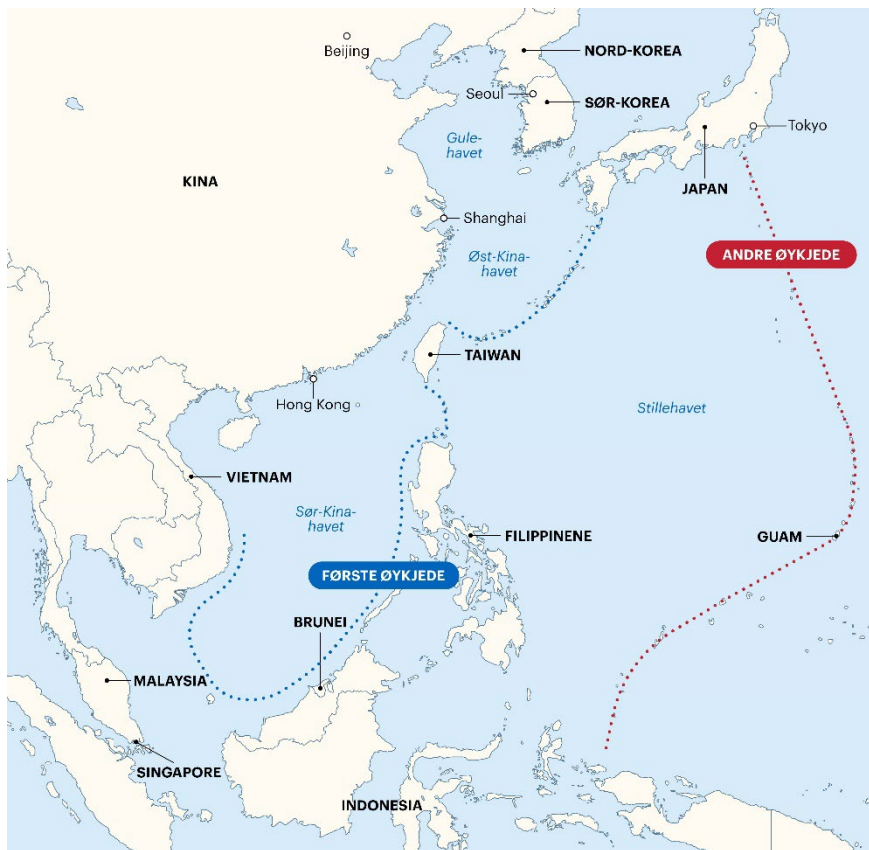 Beijing
NORD-KOREA
Seoul
SØR-KOREA
Tokyo
Gule-
havet
KINA
JAPAN
Shanghai
Øst-Kina-
havet
ANDRE ØYKJEDE
TAIWAN
Hong Kong
Stillehavet
VIETNAM
Sør-Kina-
havet
FILIPPINENE
GUAM
FØRSTE ØYKJEDE
BRUNEI
MALAYSIA
SINGAPORE
INDONESIA